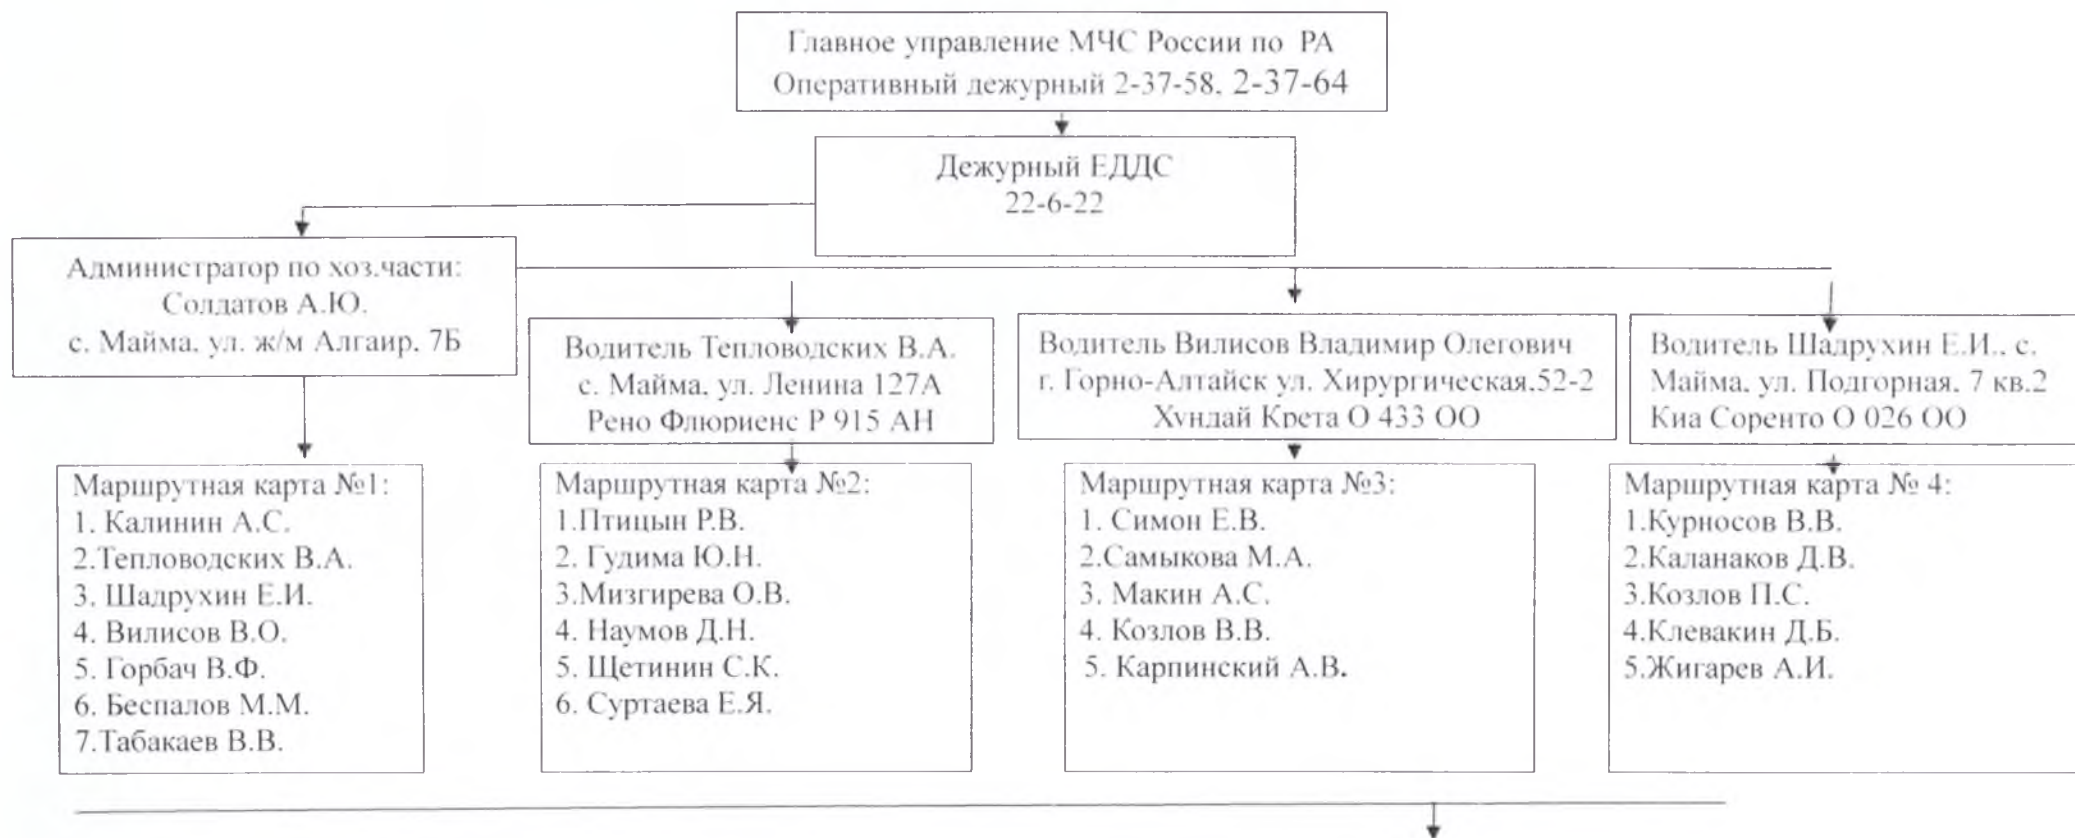 Главное управление МЧС России по РА
Оперативный дежурный 2-37-58, 2-37-64
Дежурный ЕДДС
22-6-22
Администратор по хоз.части:
Солдатов А.Ю.
с. Майма, ул. ж/м Алгаир, 7Б
Водитель Тепловодских В.А.
с. Майма, ул. Ленина 127А
Рено Флюриенс Р 915 АН
Водитель Вилисов Владимир Олегович
г. Горно-Алтайск ул. Хирургическая,52-2
Хундай Крета О 433 ОО
Водитель Шадрухин Е.И., с.
Майма, ул. Подгорная, 7 кв.2
Киа Соренто О 026 ОО
Маршрутная карта №1:
1. Калинин А.С.
2.Тепловодских В.А.
3. Шадрухин Е.И.
4. Вилисов В.О.
5. Горбач В.Ф.
6. Беспалов М.М.
7.Табакаев В.В.
Маршрутная карта №2:
1.Птицын Р.В.
2. Гудима Ю.Н.
3.Мизгирева О.В.
4. Наумов Д.Н.
5. Щетинин С.К.
6. Суртаева Е.Я.
Маршрутная карта №3:
1. Симон Е.В.
2.Самыкова М.А.
3. Макин А.С.
4. Козлов В.В.
5. Карпинский А.В.
Маршрутная карта № 4:
1.Курносов В.В.
2.Каланаков Д.В.
3.Козлов П.С.
4.Клевакин Д.Б.
5.Жигарев А.И.